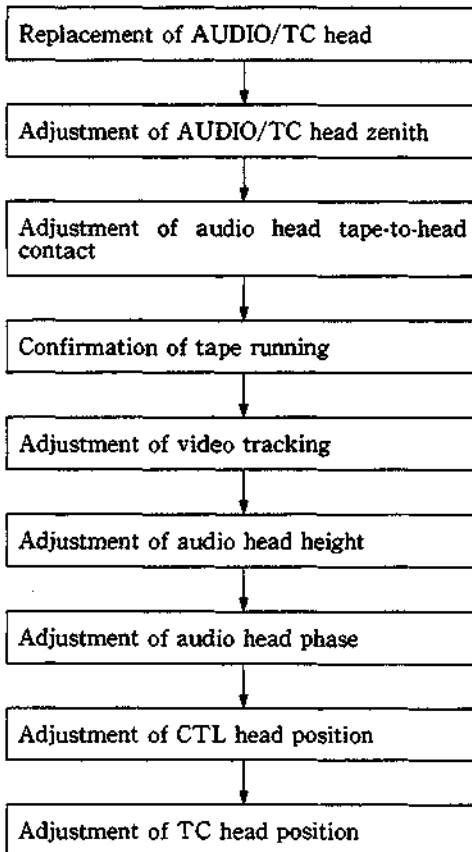 Replacement of AUDIO/TC head
Adjustment of AUDIO/TC head zenith
Adjustment of audio head tape-to-head
contact
Confirmation of tape running
Adjustment of video tracking
Adjustment of audio head height
Adjustment of audio head phase
Adjustment of CTL head position
Adjustment of TC head position